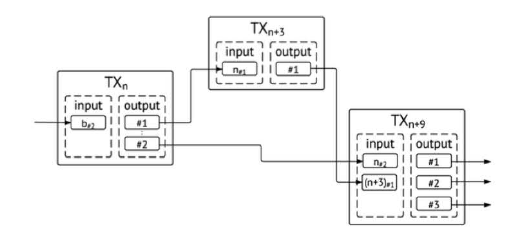 TXn+3
input output
n#1 #1
TXn
input output
b#2 #1
#2
TXn+9
input output
n#2 #1
(n+3)#1 #2
#3